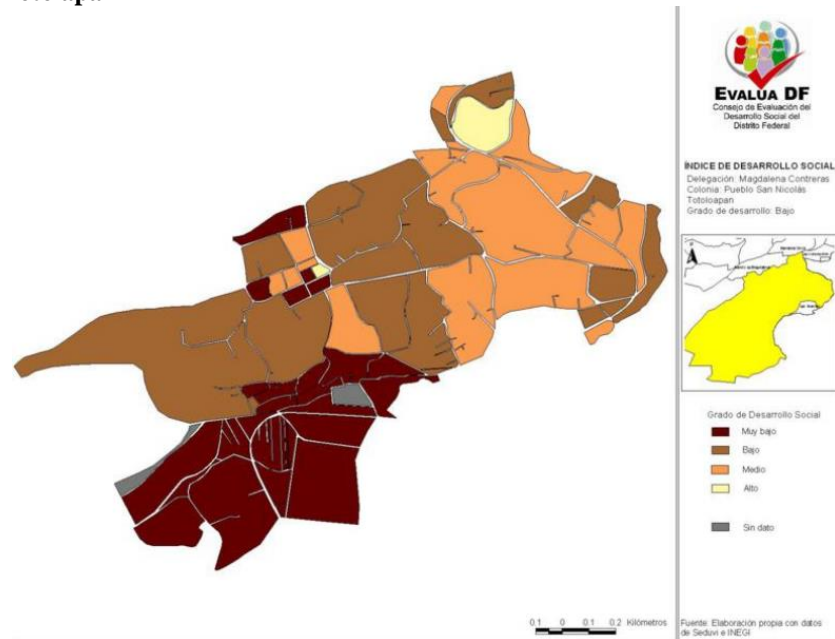 EVALUA DF
Consejo de Evaluación del
Desarrollo Social del
Distrito Federal
ÍNDICE DE DESARROLLO SOCIAL
Delegación: Magdalena Contreras
Colonia: Pueblo San Nicolás
Totoloapan
Grado de desarrollo: Bajo
Grado de Desarrollo Social
Muy bajo
Bajo
Medio
Alto
Sin dato
0.1 0 0.1 0.2 Kilómetros
Fuente: Elaboración propia con datos
de Seduvi e INEGI